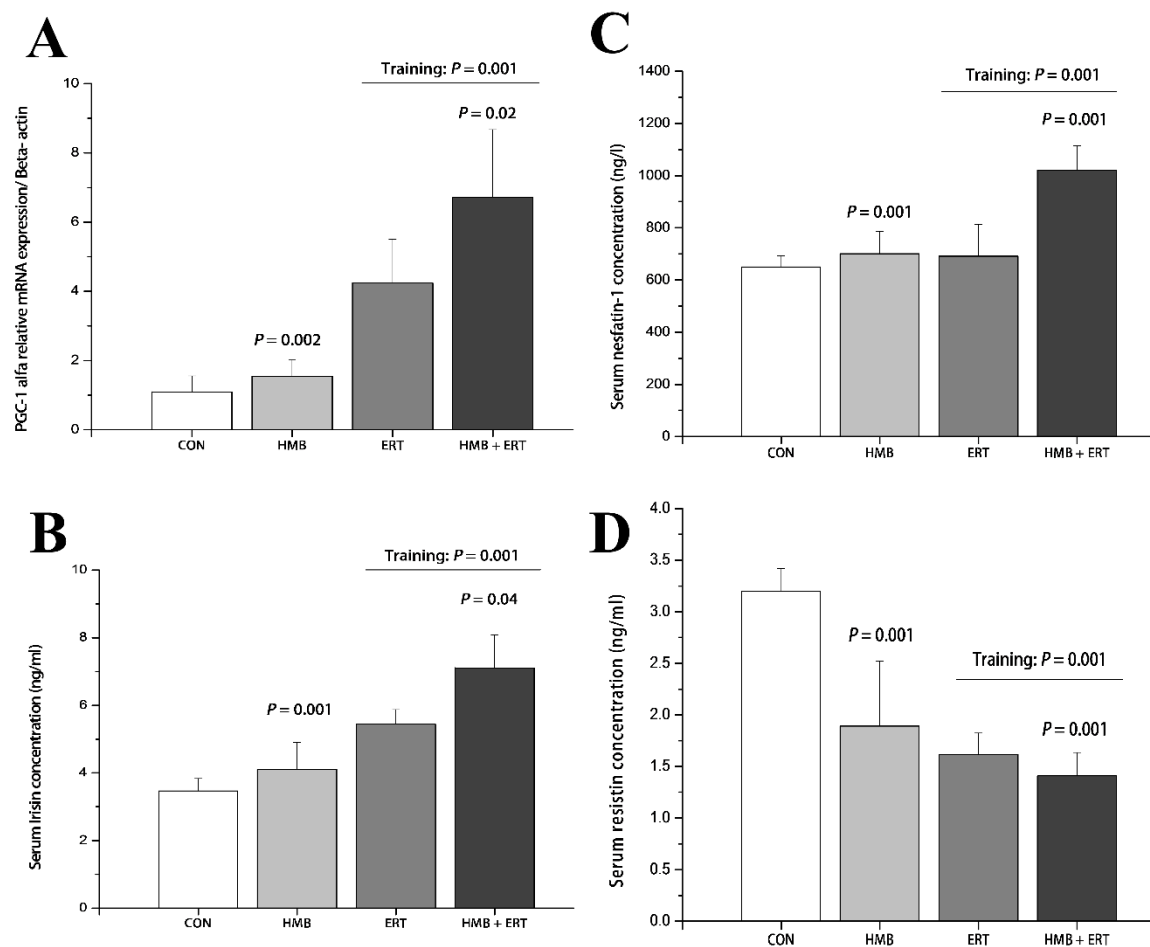 A
PGC-1 alfa relative mRNA expression/ Beta- actin
10
8
6
4
2
0
Training: P = 0.001
P = 0.02
P = 0.002
CON
HMB
ERT
HMB + ERT
B
Serum Irisin concentration (ng/ml)
10
8
6
4
2
0
Training: P = 0.001
P = 0.04
P = 0.001
CON
HMB
ERT
HMB + ERT
C
Serum nesfatin-1 concentration (ng/l)
1400
1200
1000
800
600
400
200
0
Training: P = 0.001
P = 0.001
P = 0.001
CON
HMB
ERT
HMB + ERT
D
Serum resistin concentration (ng/ml)
4.0
3.5
3.0
2.5
2.0
1.5
1.0
0.5
0.0
P = 0.001
Training: P = 0.001
P = 0.001
CON
HMB
ERT
HMB + ERT